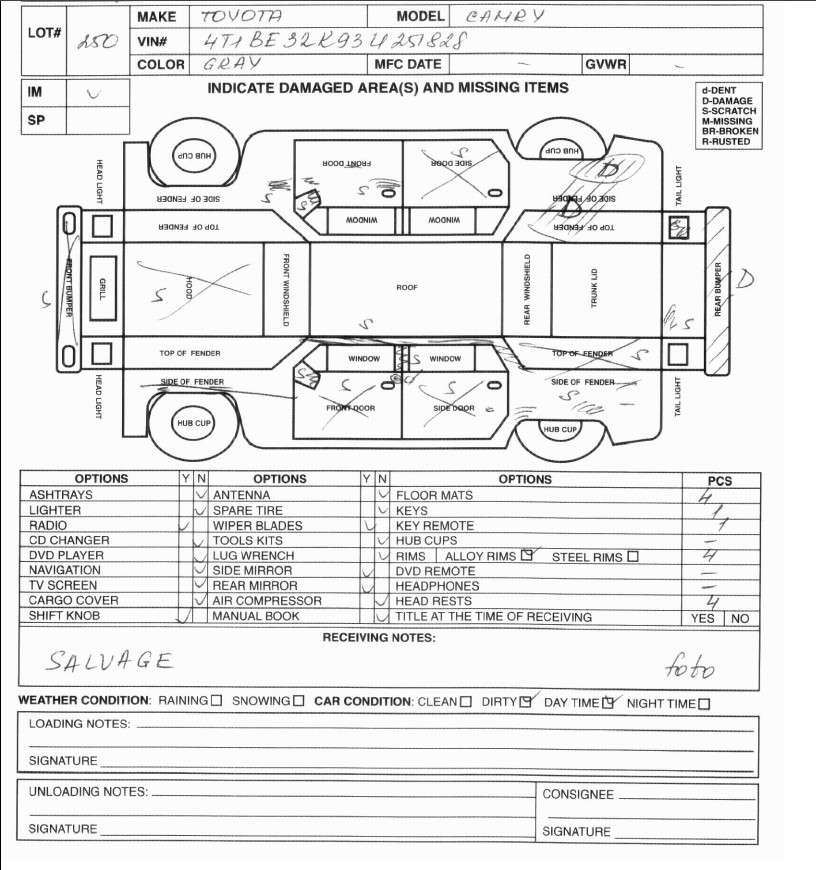 LOT# 250
MAKE TOYOTA MODEL CAMRY
VIN# 4T1BE32K93U251828
COLOR GRAY MFC DATE – GVWR –
IM ✓
SP
INDICATE DAMAGED AREA(S) AND MISSING ITEMS
d-DENT
D-DAMAGE
S-SCRATCH
M-MISSING
BR-BROKEN
R-RUSTED
HUB CUP
HUB CUP
HEAD LIGHT
SIDE OF FENDER
FRONT DOOR
SIDE DOOR
SIDE OF FENDER
TAIL LIGHT
S
S
S
S
D
D
TOP OF FENDER
WINDOW
WINDOW
TOP OF FENDER
S
FRONT BUMPER
GRILL
HOOD
S
FRONT WINDSHIELD
ROOF
S
REAR WINDSHIELD
TRUNK LID
S
REAR BUMPER
D
TOP OF FENDER
WINDOW
S
WINDOW
TOP OF FENDER
S
HEAD LIGHT
SIDE OF FENDER
FRONT DOOR
S
SIDE DOOR
S
SIDE OF FENDER
S
TAIL LIGHT
HUB CUP
HUB CUP
OPTIONS Y N OPTIONS Y N OPTIONS PCS
ASHTRAYS ✓ ANTENNA ✓ FLOOR MATS 4
LIGHTER ✓ SPARE TIRE ✓ KEYS 1
RADIO ✓ WIPER BLADES ✓ KEY REMOTE 1
CD CHANGER ✓ TOOLS KITS ✓ HUB CUPS –
DVD PLAYER ✓ LUG WRENCH ✓ RIMS ALLOY RIMS ☑ STEEL RIMS ☐ 4
NAVIGATION ✓ SIDE MIRROR ✓ DVD REMOTE –
TV SCREEN ✓ REAR MIRROR ✓ HEADPHONES –
CARGO COVER ✓ AIR COMPRESSOR ✓ HEAD RESTS 4
SHIFT KNOB ✓ MANUAL BOOK ✓ TITLE AT THE TIME OF RECEIVING YES NO
RECEIVING NOTES:
SALVAGE foto
WEATHER CONDITION: RAINING ☐ SNOWING ☐ CAR CONDITION: CLEAN ☐ DIRTY ☑ DAY TIME ☑ NIGHT TIME ☐
LOADING NOTES:
SIGNATURE
UNLOADING NOTES: CONSIGNEE
SIGNATURE SIGNATURE